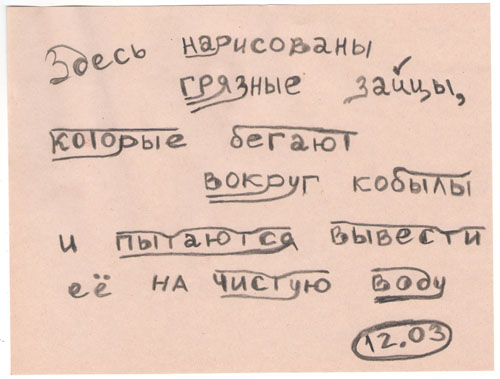 Здесь нарисованы
грязные зайцы,
которые бегают
вокруг кобылы
и пытаются вывести
её на чистую воду
12.03